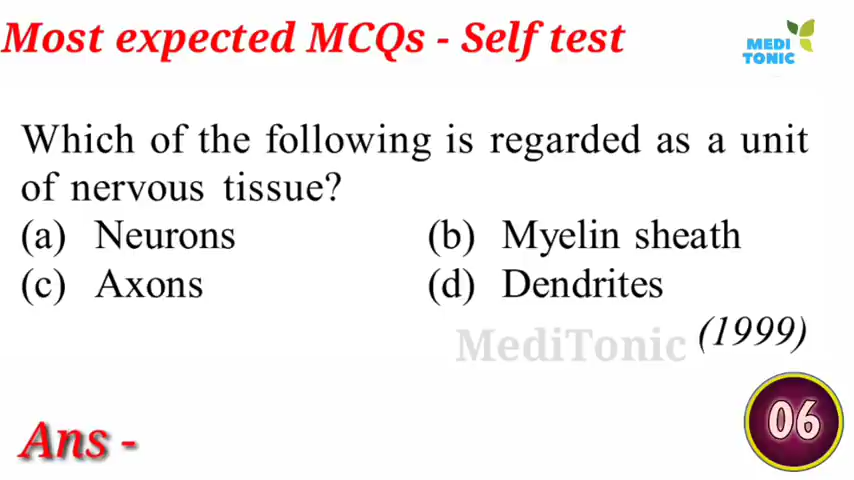 Most expected MCQs - Self test
MEDI
TONIC
Which of the following is regarded as a unit
of nervous tissue?
(a) Neurons (b) Myelin sheath
(c) Axons (d) Dendrites
(1999)
MediTonic
Ans -
06